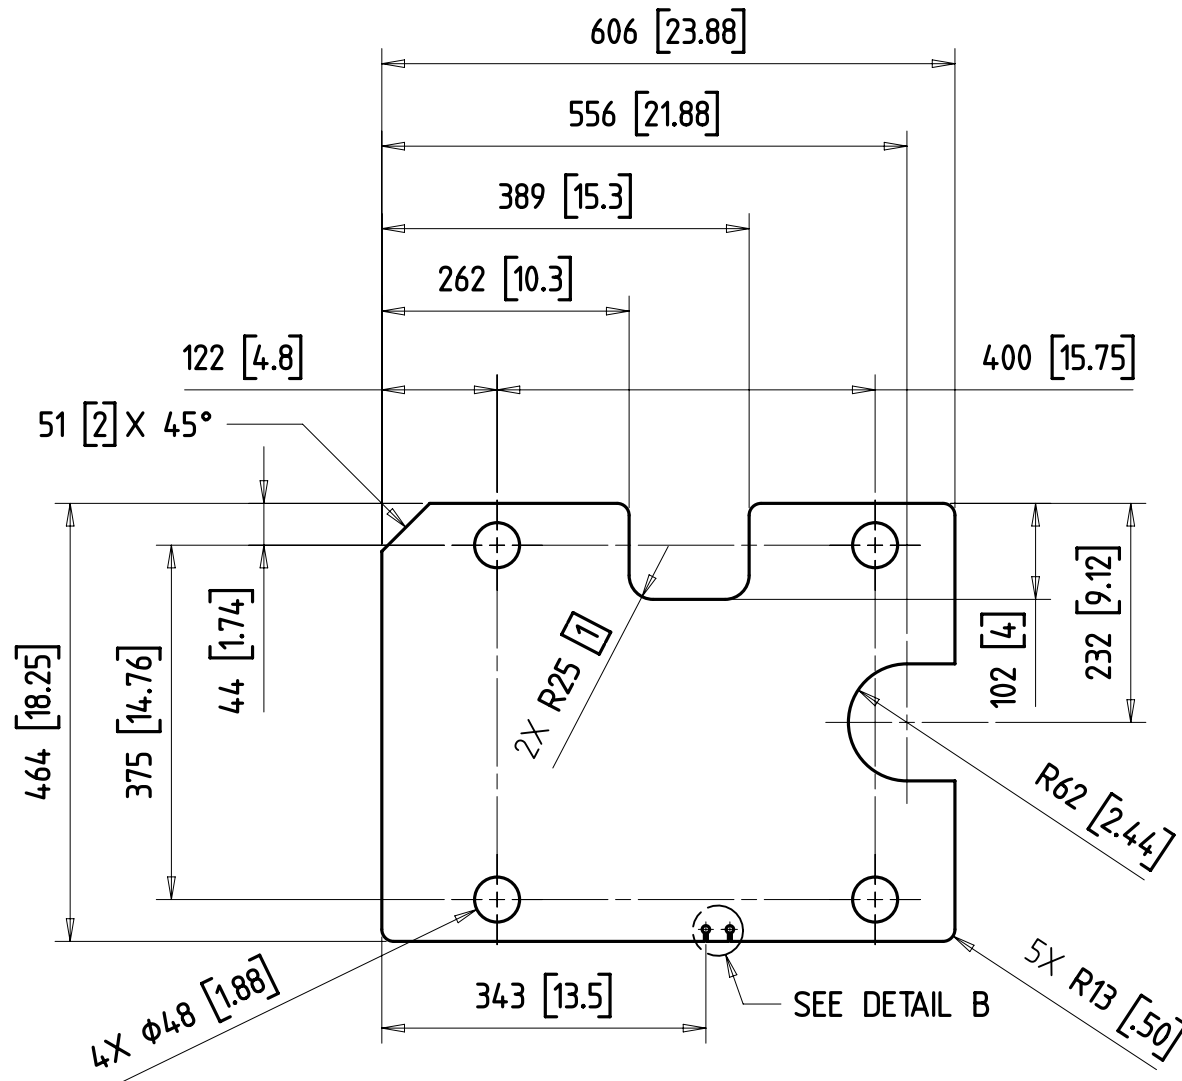 606 [23.88]
556 [21.88]
389 [15.3]
262 [10.3]
122 [4.8]
400 [15.75]
51 [2] X 45°
44 [1.74]
464 [18.25]
375 [14.76]
2X R25 [1]
102 [4]
232 [9.12]
R62 [2.44]
4X Φ48 [1.88]
343 [13.5]
SEE DETAIL B
5X R13 [.50]